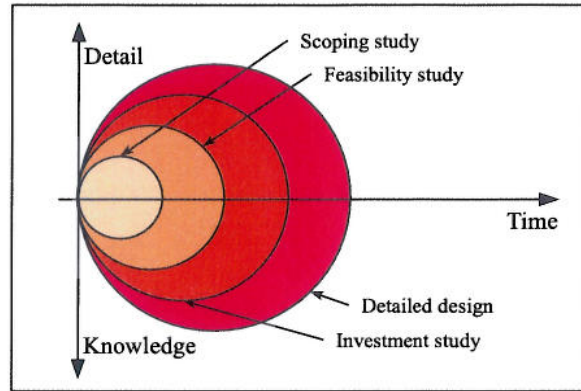 Scoping study
Detail
Feasibility study
Time
Detailed design
Investment study
Knowledge